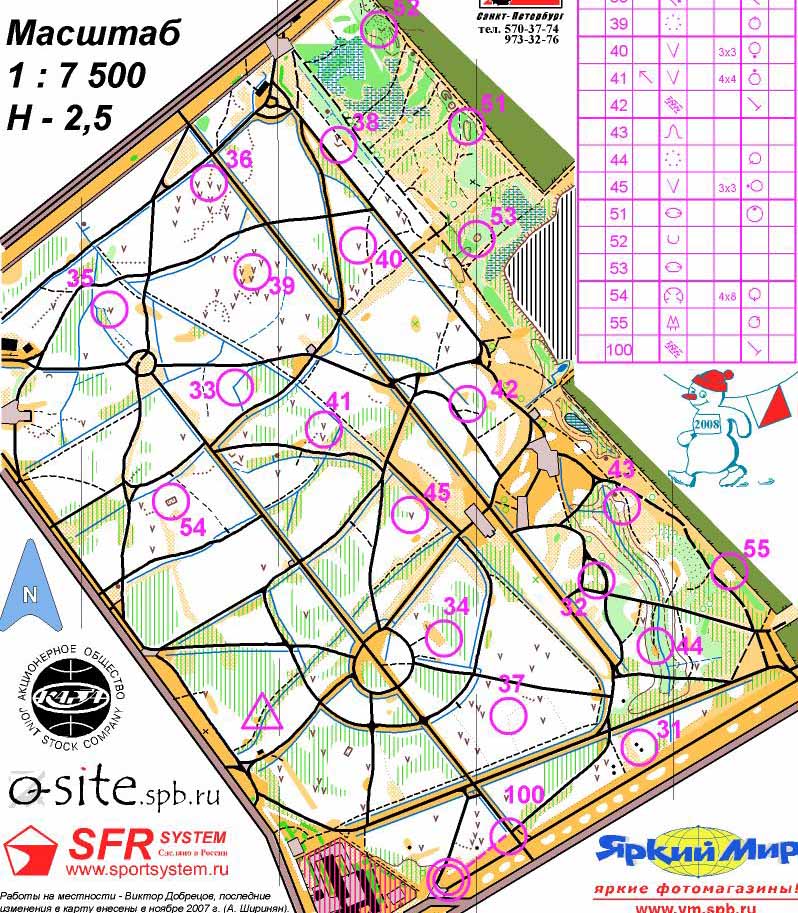 Масштаб
1 : 7 500
Н - 2,5
Санкт-Петербург
тел. 570-37-74
973-32-76
39
40 3x3
41 4x4
42
43
44
45 3x3
51
52
53
54 4x8
55
100
52
51
38
36
53
40
39
35
33
41
42
43
45
54
55
32
34
44
37
31
100
2008
N
АКЦИОНЕРНОЕ ОБЩЕСТВО
JOINT STOCK COMPANY
o-site.spb.ru
SFR SYSTEM
Сделано в России
www.sportsystem.ru
Яркий Мир
яркие фотомагазины!
www.ym.spb.ru
Работы на местности - Виктор Добрецов, последние
изменения в карту внесены в ноябре 2007 г. (А. Ширинян).